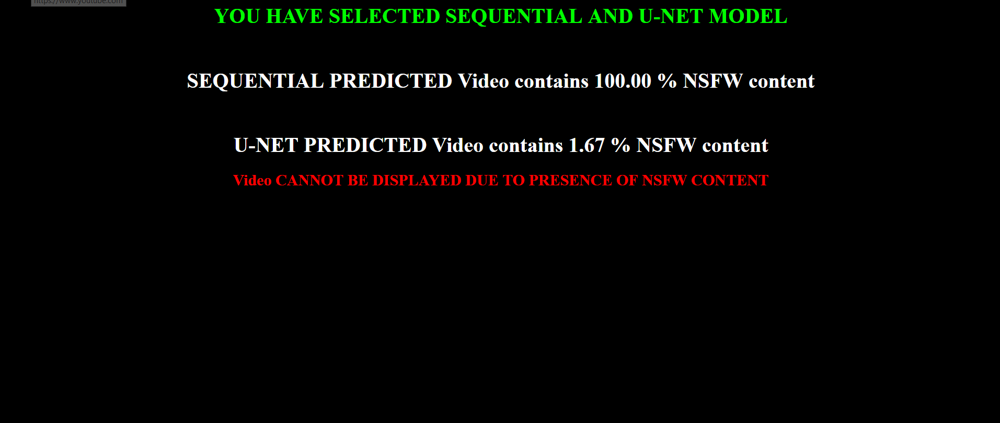 https://www.youtube.com
YOU HAVE SELECTED SEQUENTIAL AND U-NET MODEL
SEQUENTIAL PREDICTED Video contains 100.00 % NSFW content
U-NET PREDICTED Video contains 1.67 % NSFW content
Video CANNOT BE DISPLAYED DUE TO PRESENCE OF NSFW CONTENT